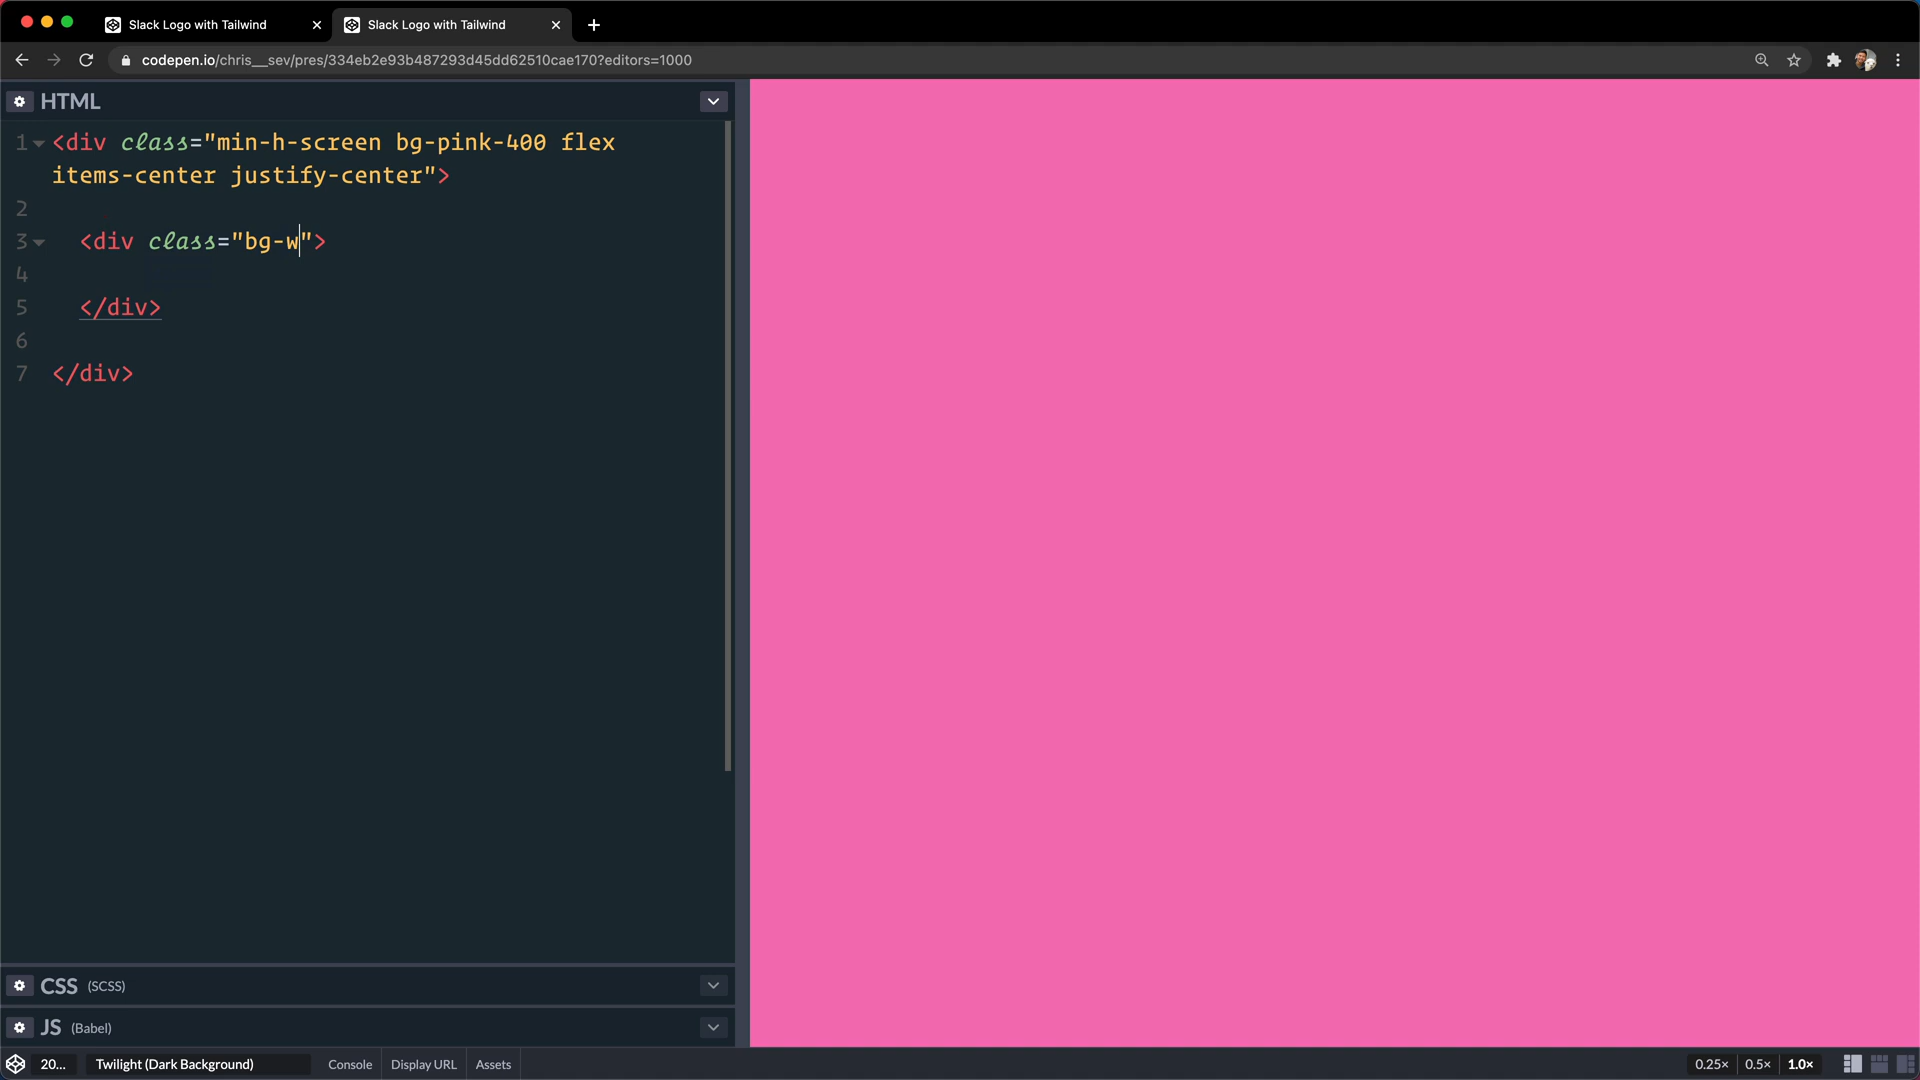 Slack Logo with Tailwind
Slack Logo with Tailwind
codepen.io/chris__sev/pres/334eb2e93b487293d45dd62510cae170?editors=1000
HTML
1 <div class="min-h-screen bg-pink-400 flex
items-center justify-center">
2
3 <div class="bg-w">
4
5 </div>
6
7 </div>
CSS (SCSS)
JS (Babel)
20... Twilight (Dark Background) Console Display URL Assets 0.25× 0.5× 1.0×